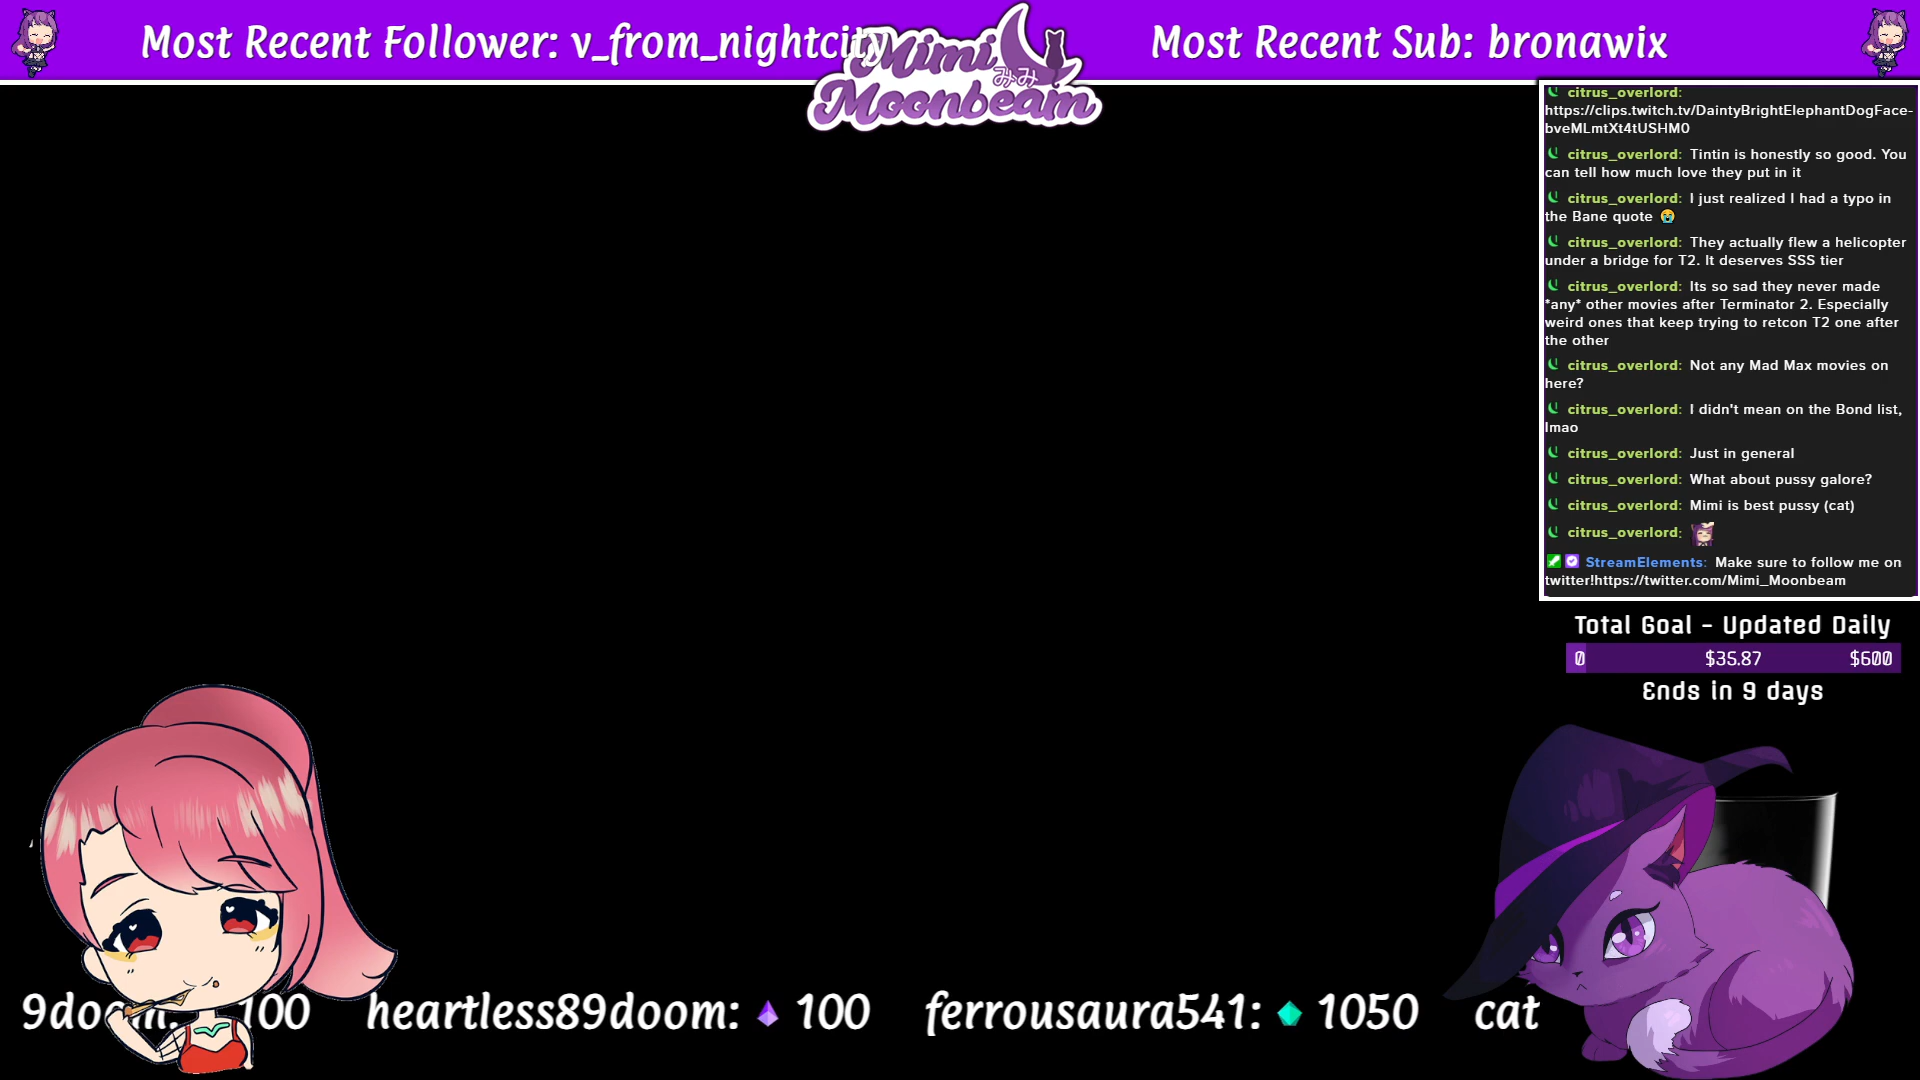 Most Recent Follower: v_from_nightcity
Mimi
みみ
Moonbeam
Most Recent Sub: bronawix
citrus_overlord:
https://clips.twitch.tv/DaintyBrightElephantDogFace-
bveMLmtXt4tUSHM0
citrus_overlord: Tintin is honestly so good. You
can tell how much love they put in it
citrus_overlord: I just realized I had a typo in
the Bane quote 😭
citrus_overlord: They actually flew a helicopter
under a bridge for T2. It deserves SSS tier
citrus_overlord: Its so sad they never made
*any* other movies after Terminator 2. Especially
weird ones that keep trying to retcon T2 one after
the other
citrus_overlord: Not any Mad Max movies on
here?
citrus_overlord: I didn't mean on the Bond list,
lmao
citrus_overlord: Just in general
citrus_overlord: What about pussy galore?
citrus_overlord: Mimi is best pussy (cat)
citrus_overlord:
StreamElements: Make sure to follow me on
twitter!https://twitter.com/Mimi_Moonbeam
Total Goal - Updated Daily
0 $35.87 $600
Ends in 9 days
9doom: 100 heartless89doom: 100 ferrousaura541: 1050 cat